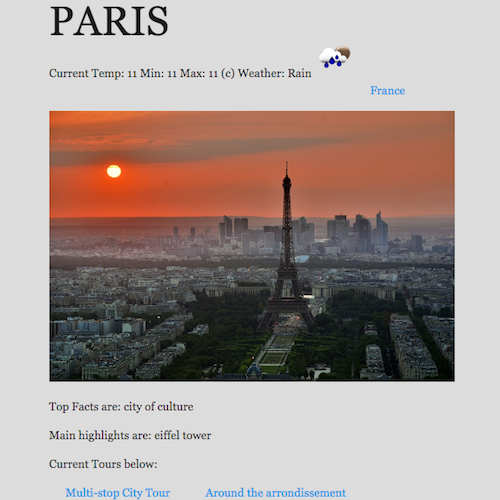 PARIS
Current Temp: 11 Min: 11 Max: 11 (c) Weather: Rain
France
Top Facts are: city of culture
Main highlights are: eiffel tower
Current Tours below:
Multi-stop City Tour Around the arrondissement